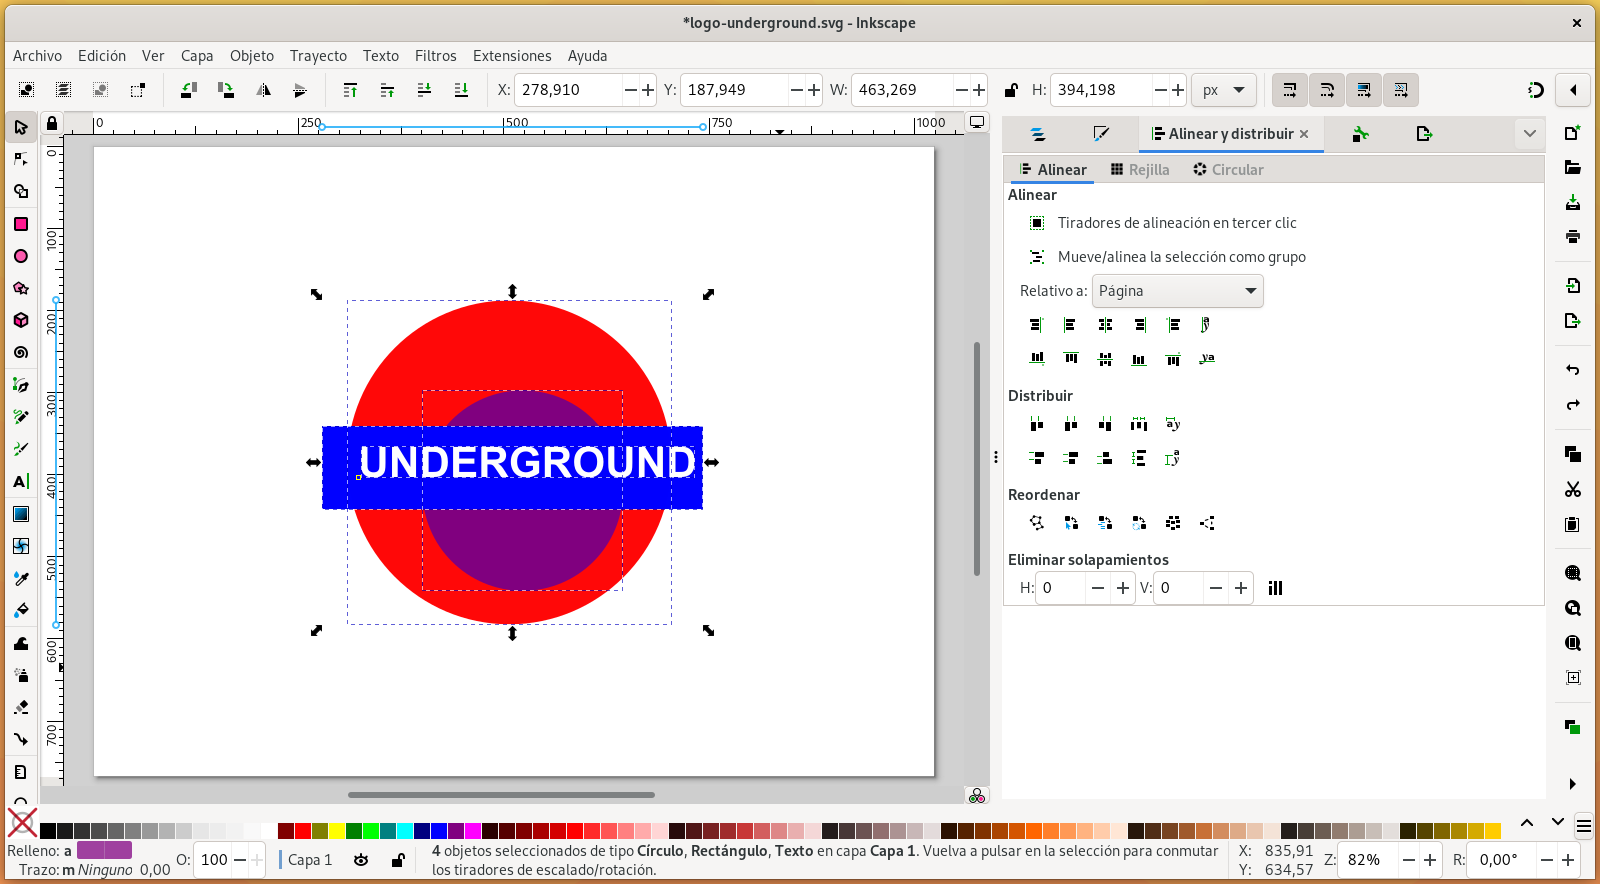 *logo-underground.svg - Inkscape
Archivo Edición Ver Capa Objeto Trayecto Texto Filtros Extensiones Ayuda
X: 278,910 Y: 187,949 W: 463,269 H: 394,198 px
0 250 500 750 1000
0
100
200
300
400
500
600
700
UNDERGROUND
Alinear y distribuir
Alinear Rejilla Circular
Alinear
Tiradores de alineación en tercer clic
Mueve/alinea la selección como grupo
Relativo a: Página
Distribuir
Reordenar
Eliminar solapamientos
H: 0 V: 0
Relleno: a
Trazo: m Ninguno 0,00
O: 100
Capa 1
4 objetos seleccionados de tipo Círculo, Rectángulo, Texto en capa Capa 1. Vuelva a pulsar en la selección para conmutar
los tiradores de escalado/rotación.
X: 835,91
Y: 634,57
Z: 82%
R: 0,00°